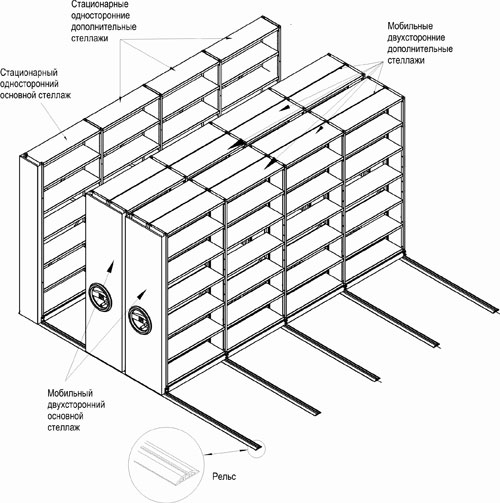 Стационарные
односторонние
дополнительные
стеллажи
Мобильные
двухсторонние
дополнительные
стеллажи
Стационарный
односторонний
основной стеллаж
Мобильный
двухсторонний
основной
стеллаж
Рельс